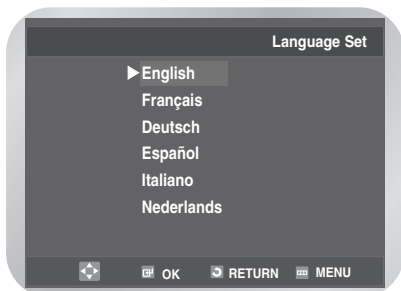 Language Set
English
Français
Deutsch
Español
Italiano
Nederlands
OK RETURN MENU